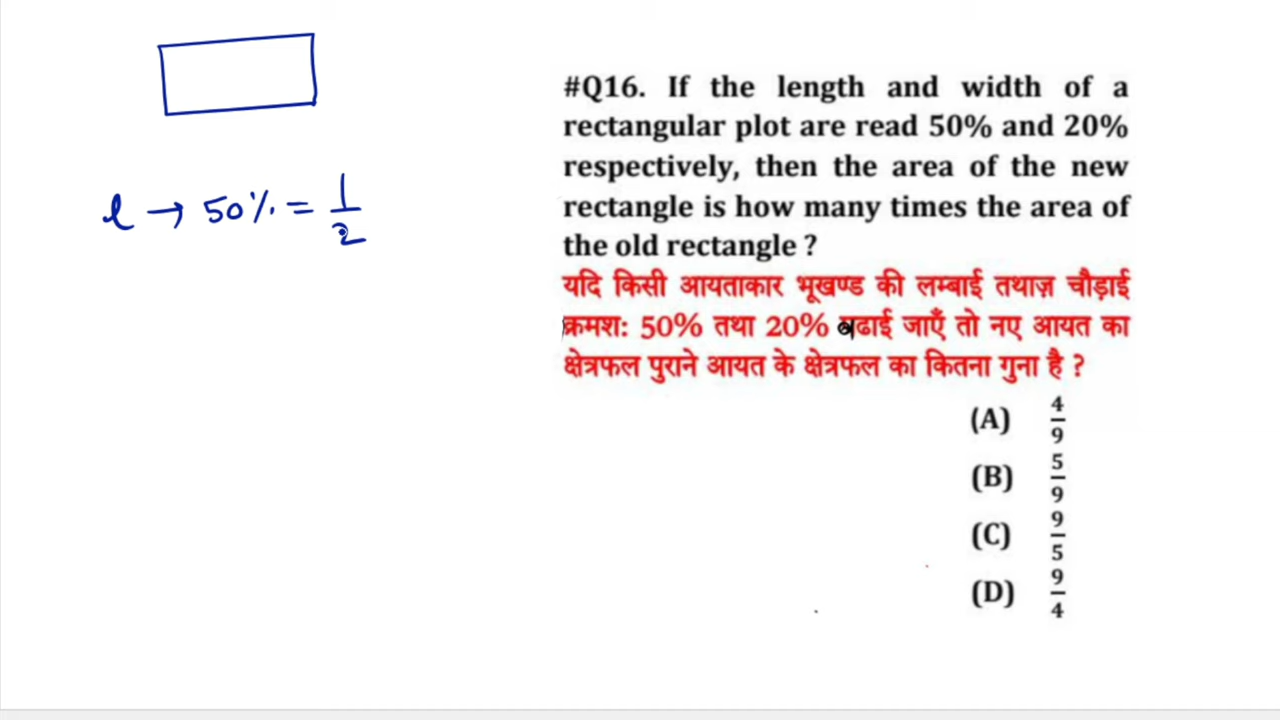 l → 50% = 1/2
#Q16. If the length and width of a
rectangular plot are read 50% and 20%
respectively, then the area of the new
rectangle is how many times the area of
the old rectangle ?
यदि किसी आयताकार भूखण्ड की लम्बाई तथाज़ चौड़ाई
क्रमश: 50% तथा 20% बढाई जाएँ तो नए आयत का
क्षेत्रफल पुराने आयत के क्षेत्रफल का कितना गुना है ?
(A) 4/9
(B) 5/9
(C) 9/5
(D) 9/4